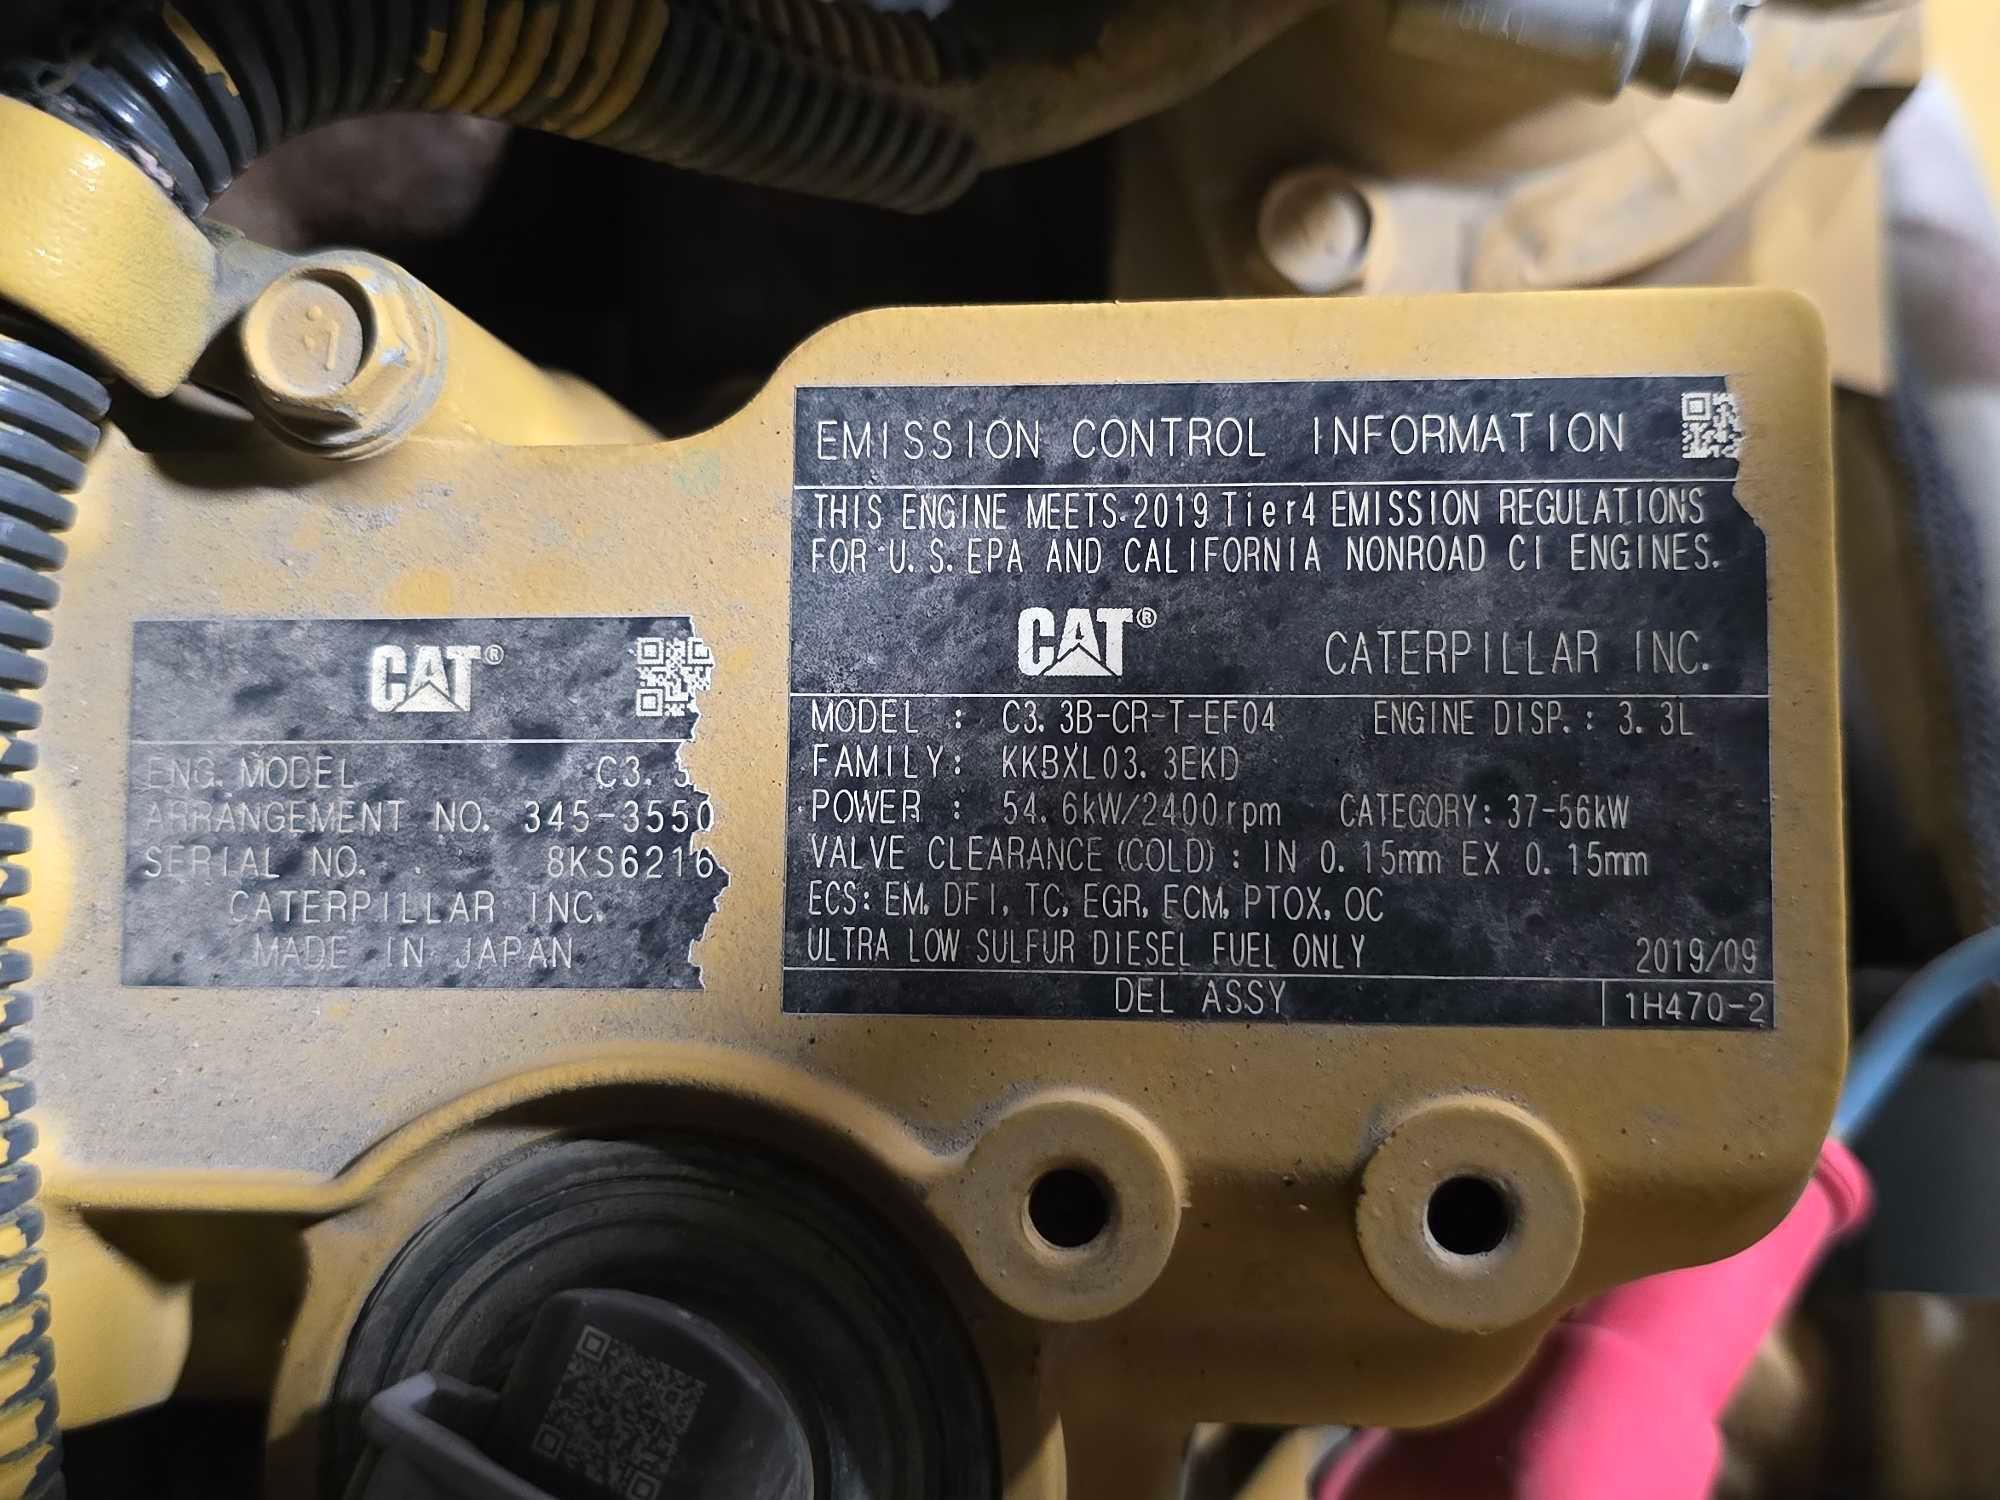 CAT®
ENG. MODEL C3.3
ARRANGEMENT NO. 345-3550
SERIAL NO. 8KS6216
CATERPILLAR INC.
MADE IN JAPAN
EMISSION CONTROL INFORMATION
THIS ENGINE MEETS 2019 Tier4 EMISSION REGULATIONS
FOR U.S. EPA AND CALIFORNIA NONROAD CI ENGINES.
CAT® CATERPILLAR INC.
MODEL : C3.3B-CR-T-EF04 ENGINE DISP.: 3.3L
FAMILY: KKBXL03.3EKD
POWER : 54.6kW/2400rpm CATEGORY: 37-56kW
VALVE CLEARANCE (COLD) : IN 0.15mm EX 0.15mm
ECS: EM, DFI, TC, EGR, ECM, PTOX, OC
ULTRA LOW SULFUR DIESEL FUEL ONLY 2019/09
DEL ASSY 1H470-2